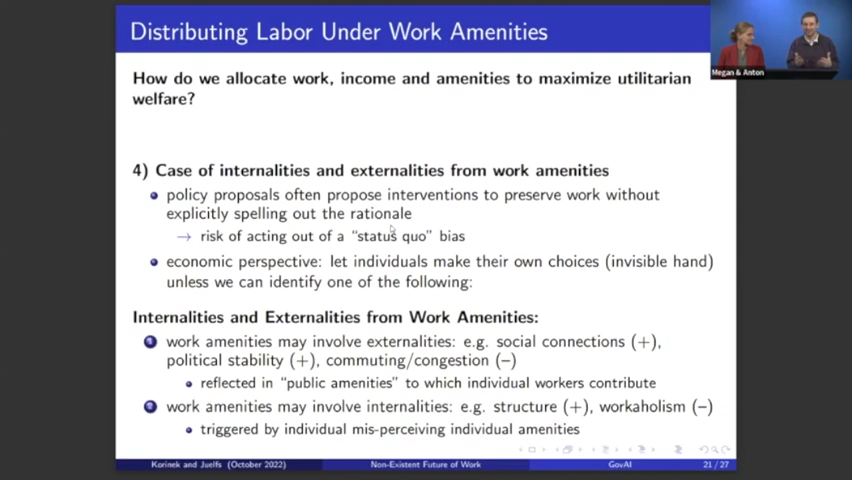 Distributing Labor Under Work Amenities
Megan & Anton
How do we allocate work, income and amenities to maximize utilitarian
welfare?
4) Case of internalities and externalities from work amenities
policy proposals often propose interventions to preserve work without
explicitly spelling out the rationale
→ risk of acting out of a “status quo” bias
economic perspective: let individuals make their own choices (invisible hand)
unless we can identify one of the following:
Internalities and Externalities from Work Amenities:
1 work amenities may involve externalities: e.g. social connections (+),
political stability (+), commuting/congestion (–)
reflected in “public amenities” to which individual workers contribute
2 work amenities may involve internalities: e.g. structure (+), workaholism (–)
triggered by individual mis-perceiving individual amenities
Korinek and Juelfs (October 2022) Non-Existent Future of Work GovAI 21 / 27